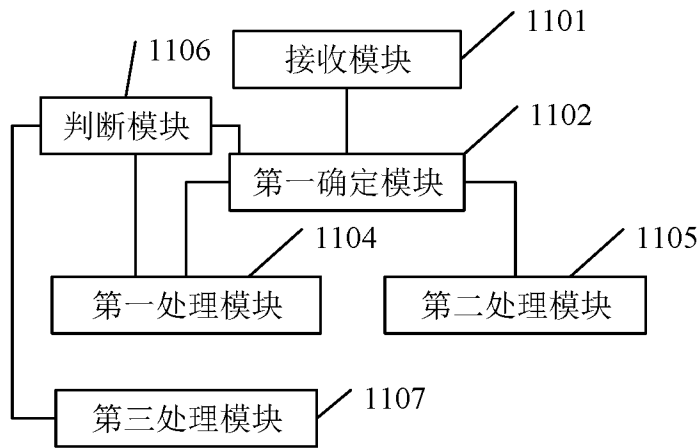 1101
接收模块
1106
判断模块
1102
第一确定模块
1104
第一处理模块
1105
第二处理模块
第三处理模块
1107